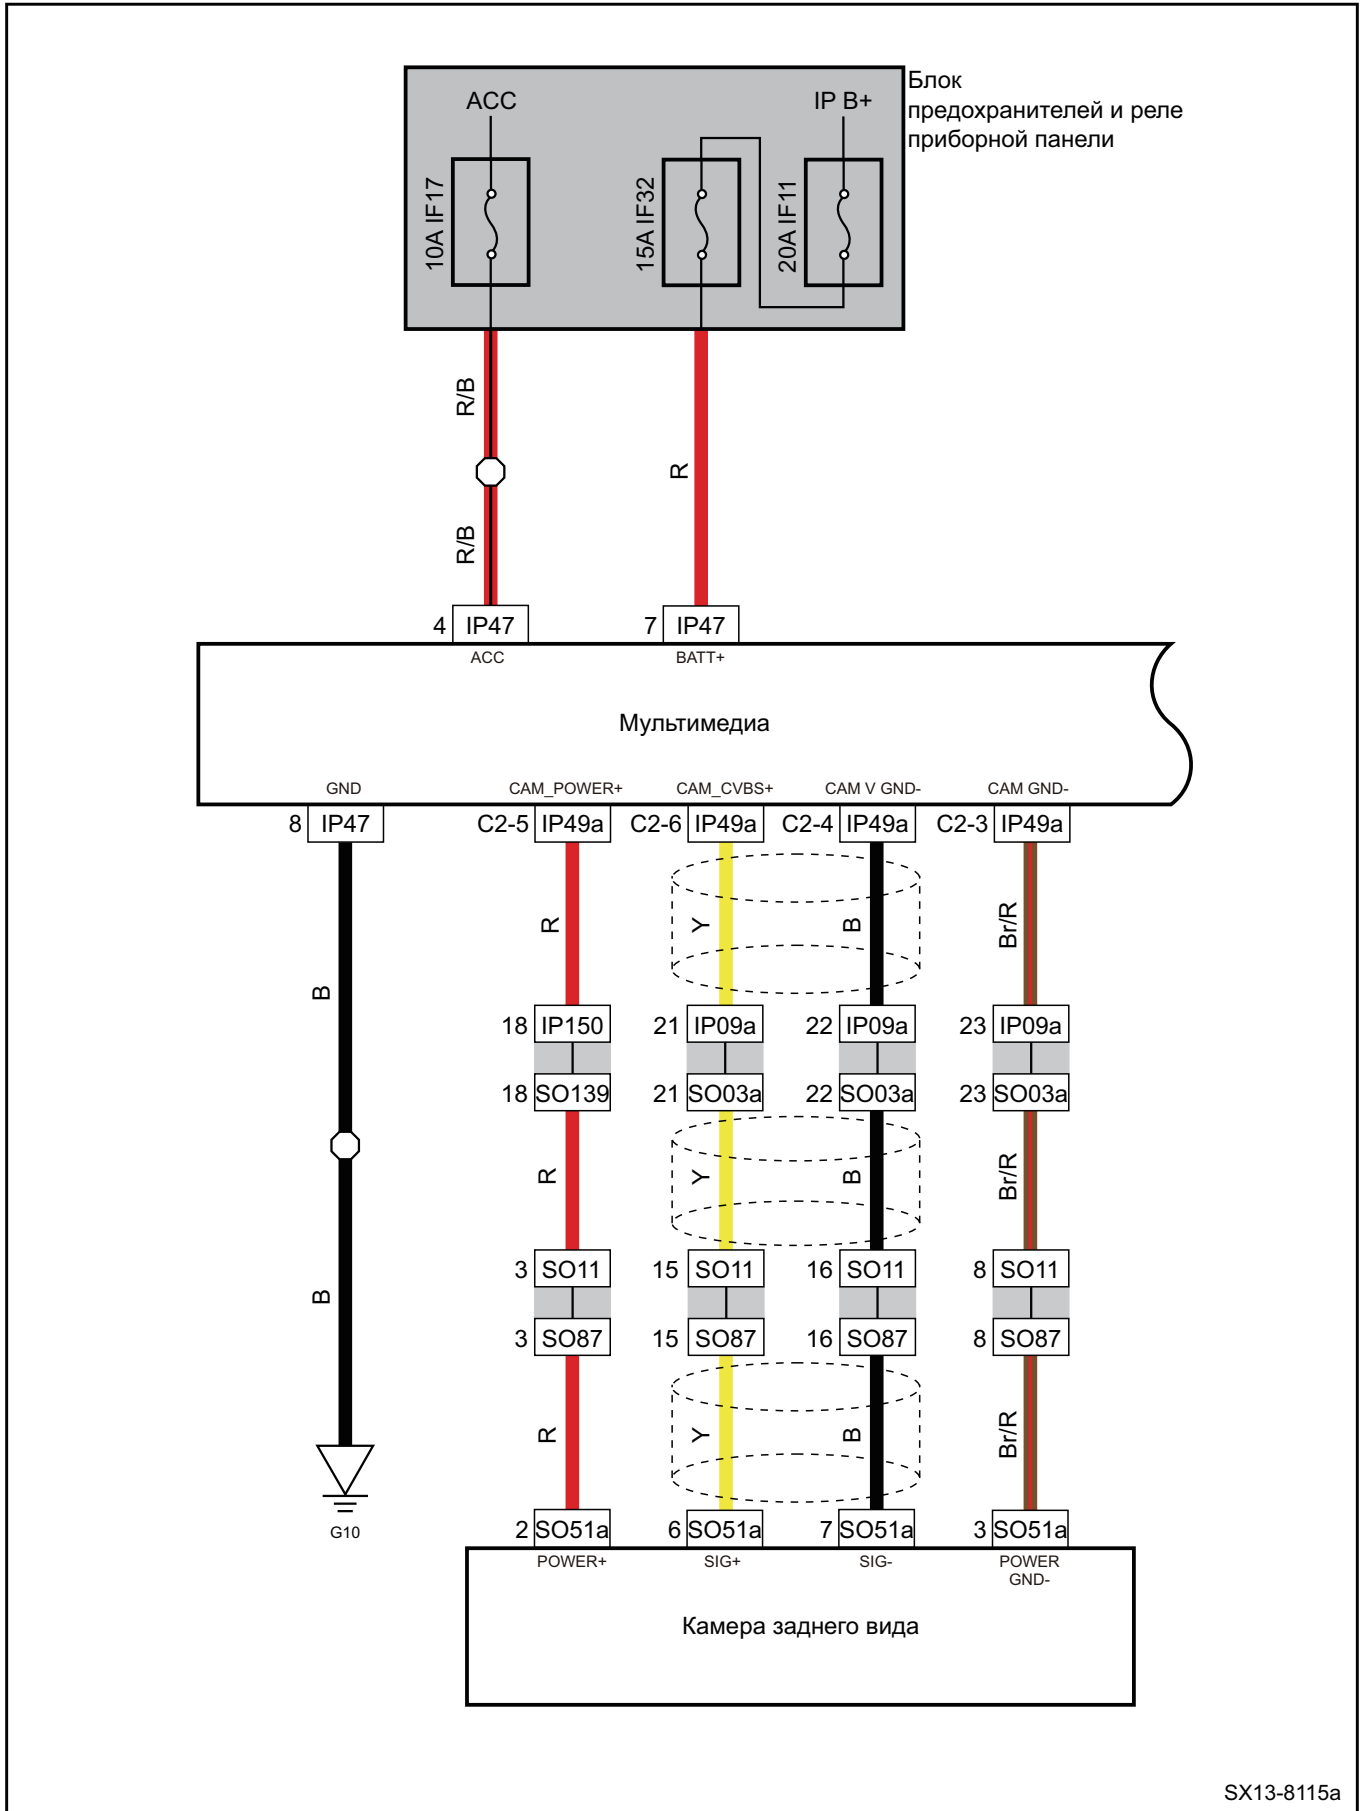 Блок
предохранителей и реле
приборной панели
ACC
IP B+
10A IF17
15A IF32
20A IF11
R/B
R
R/B
4 IP47
7 IP47
ACC
BATT+
Мультимедиа
GND
CAM_POWER+
CAM_CVBS+
CAM V GND-
CAM GND-
8 IP47
C2-5 IP49a
C2-6 IP49a
C2-4 IP49a
C2-3 IP49a
R
Y
B
Br/R
B
18 IP150
21 IP09a
22 IP09a
23 IP09a
18 SO139
21 SO03a
22 SO03a
23 SO03a
R
Y
B
Br/R
3 SO11
15 SO11
16 SO11
8 SO11
B
3 SO87
15 SO87
16 SO87
8 SO87
R
Y
B
Br/R
G10
2 SO51a
6 SO51a
7 SO51a
3 SO51a
POWER+
SIG+
SIG-
POWER
GND-
Камера заднего вида
SX13-8115a